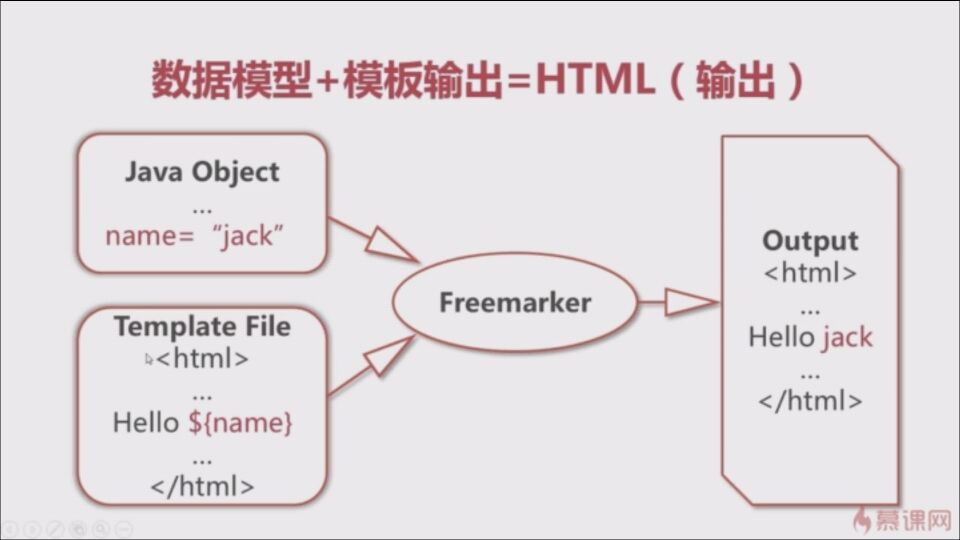 数据模型+模板输出=HTML（输出）
Java Object
...
name=“jack”
Template File
<html>
...
Hello ${name}
...
</html>
Freemarker
Output
<html>
...
Hello jack
...
</html>
慕课网